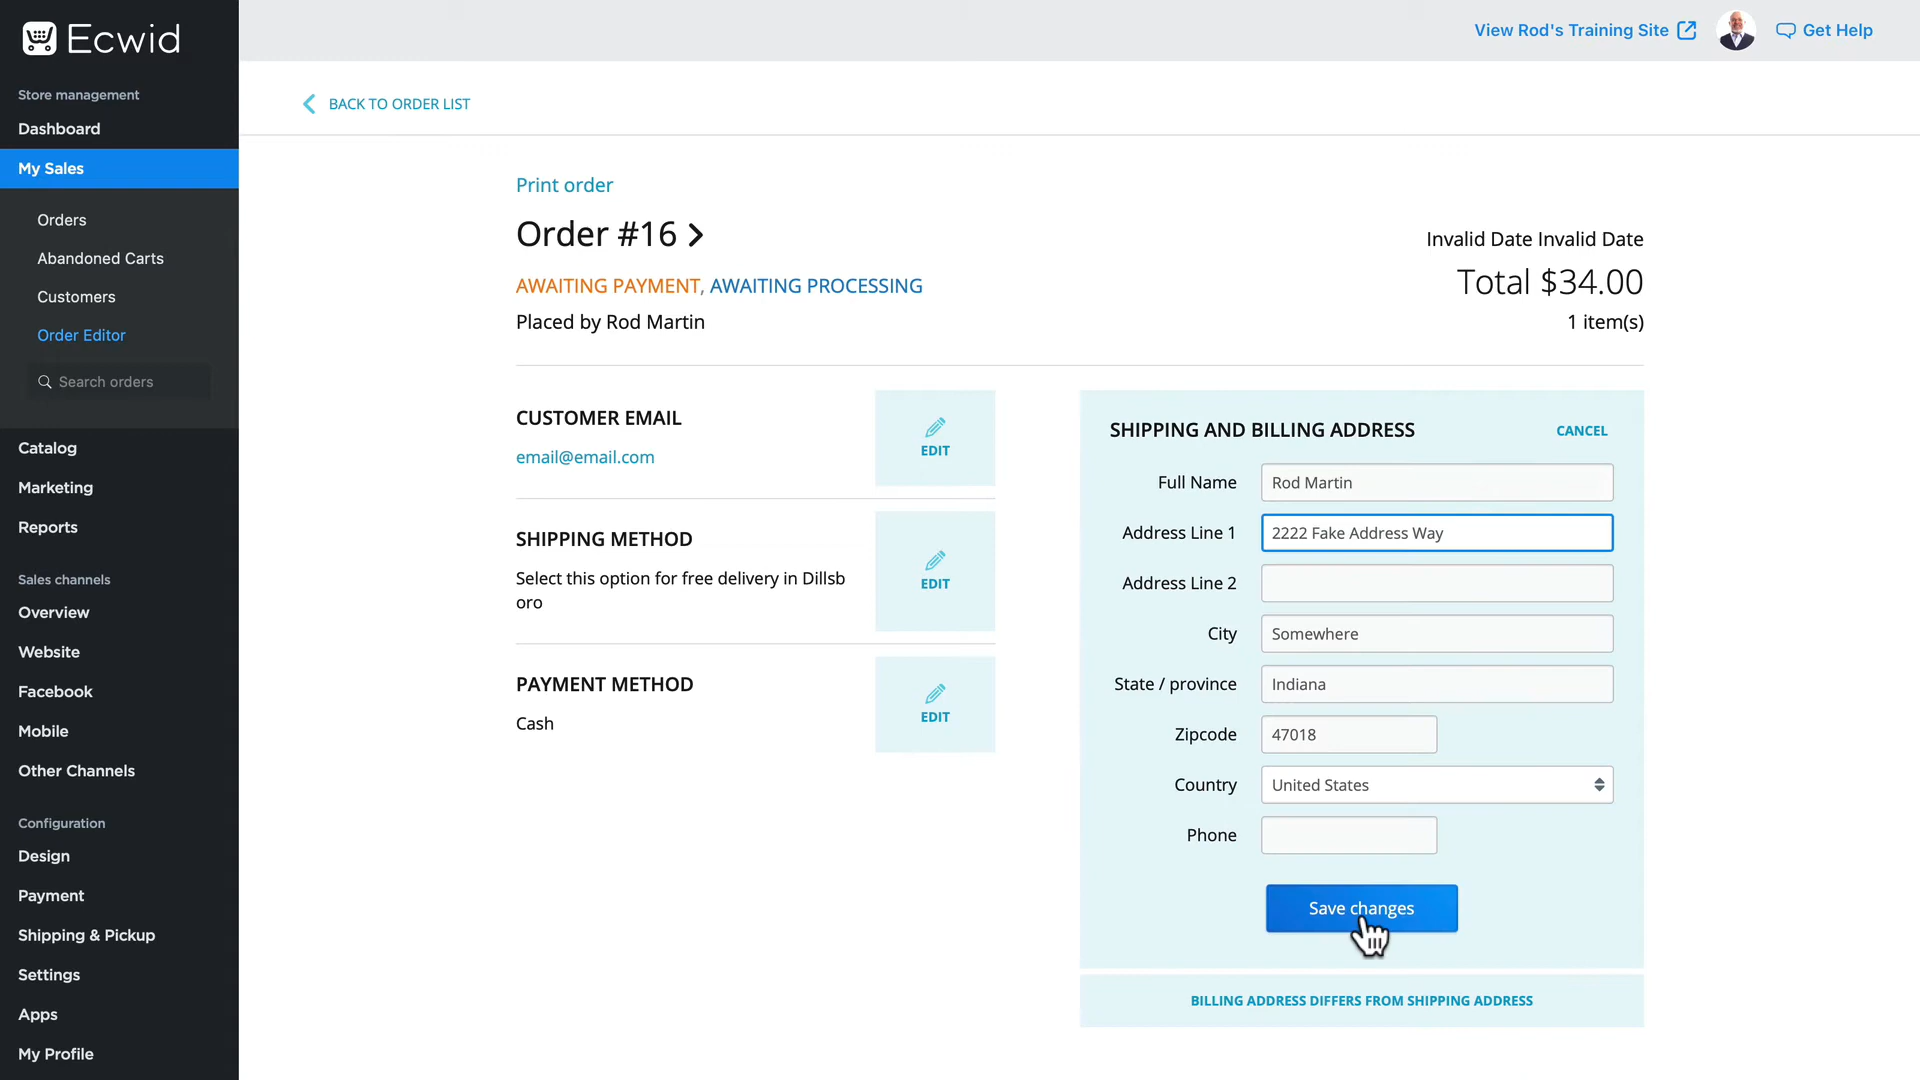 Ecwid
View Rod's Training Site
Get Help
Store management
Dashboard
My Sales
Orders
Abandoned Carts
Customers
Order Editor
Search orders
Catalog
Marketing
Reports
Sales channels
Overview
Website
Facebook
Mobile
Other Channels
Configuration
Design
Payment
Shipping & Pickup
Settings
Apps
My Profile
BACK TO ORDER LIST
Print order
Order #16
Invalid Date Invalid Date
AWAITING PAYMENT, AWAITING PROCESSING
Total $34.00
Placed by Rod Martin
1 item(s)
CUSTOMER EMAIL
email@email.com
EDIT
SHIPPING METHOD
Select this option for free delivery in Dillsb
oro
EDIT
PAYMENT METHOD
Cash
EDIT
SHIPPING AND BILLING ADDRESS
CANCEL
Full Name Rod Martin
Address Line 1 2222 Fake Address Way
Address Line 2
City Somewhere
State / province Indiana
Zipcode 47018
Country United States
Phone
Save changes
BILLING ADDRESS DIFFERS FROM SHIPPING ADDRESS